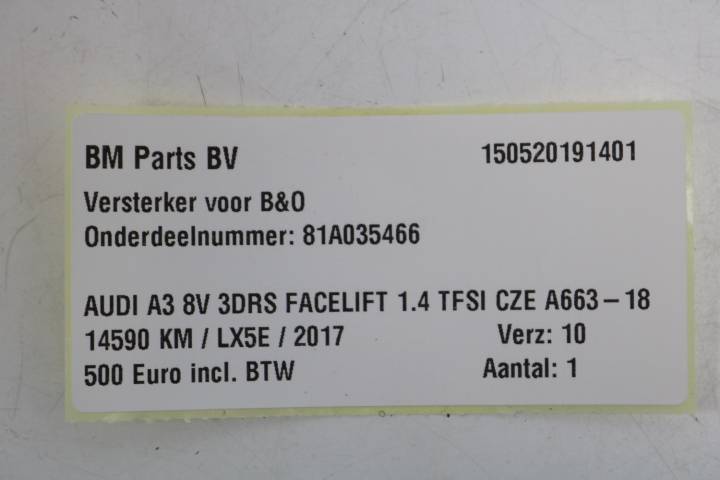 BM Parts BV 150520191401
Versterker voor B&O
Onderdeelnummer: 81A035466
AUDI A3 8V 3DRS FACELIFT 1.4 TFSI CZE A663-18
14590 KM / LX5E / 2017 Verz: 10
500 Euro incl. BTW Aantal: 1